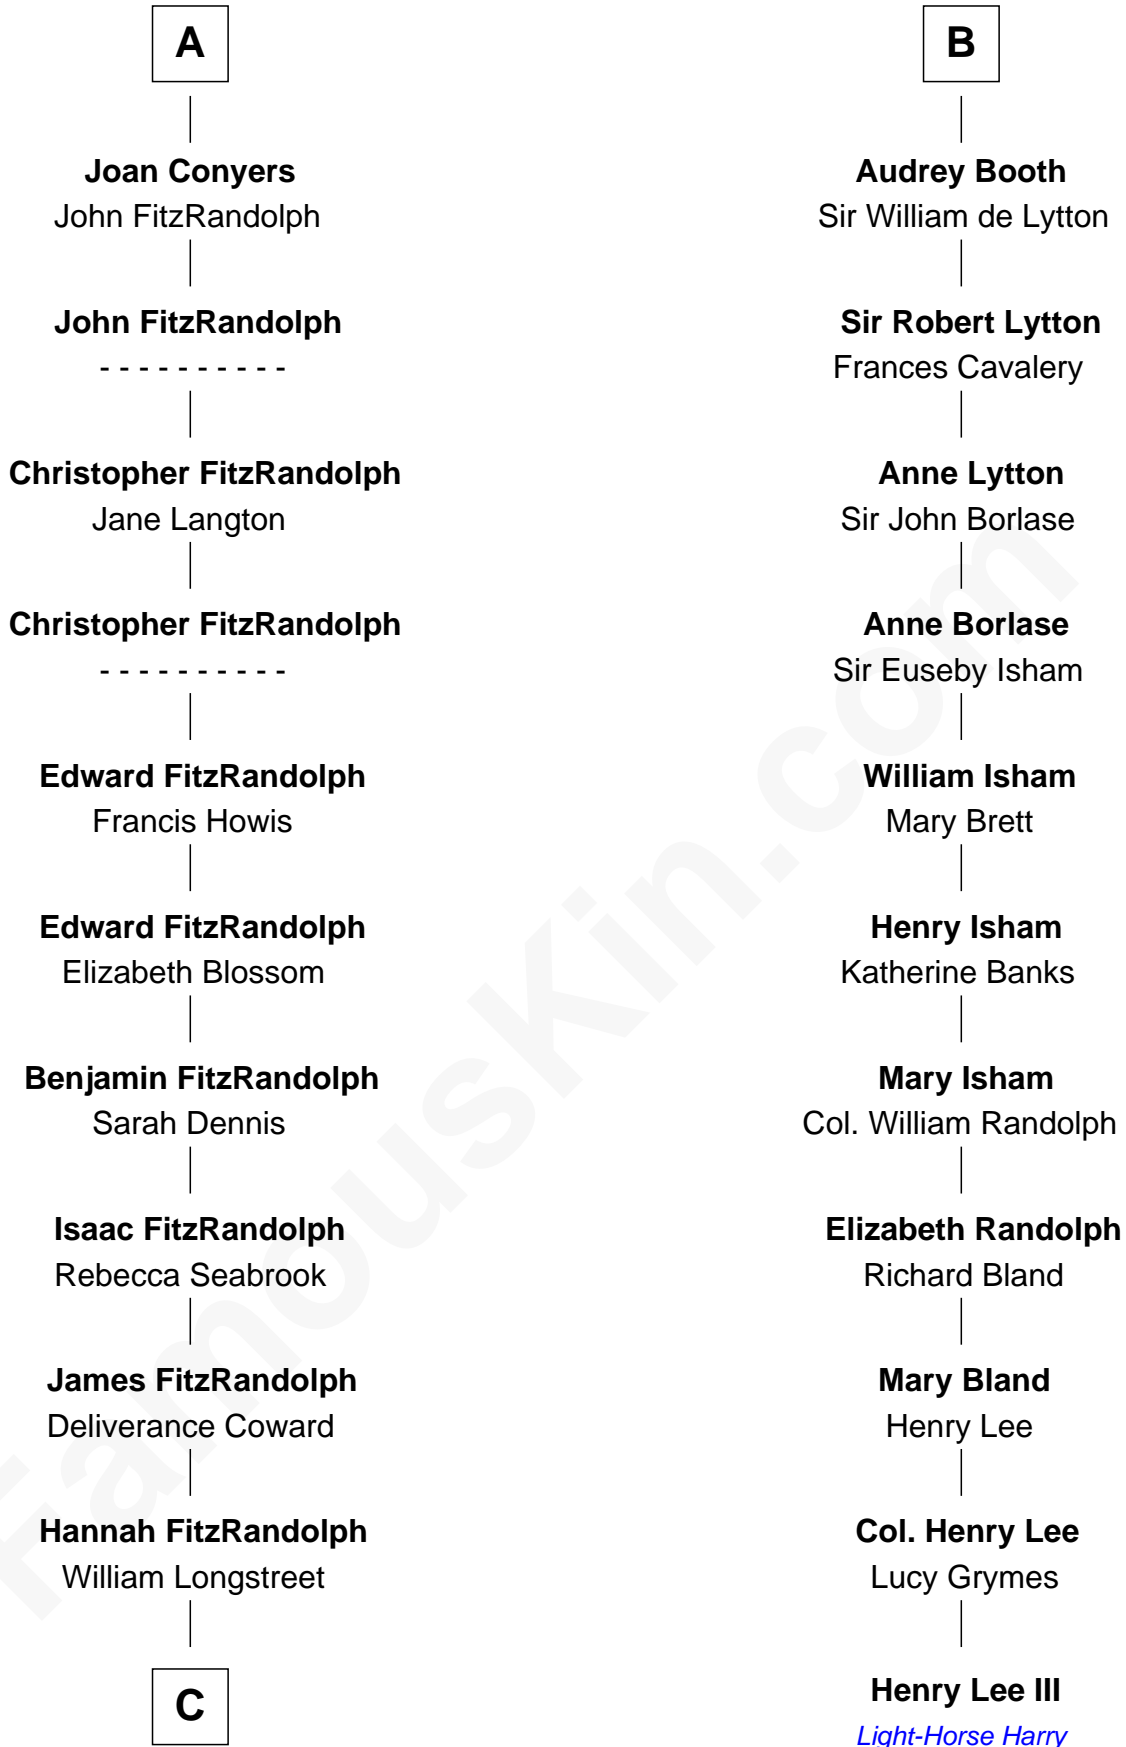 A
Joan Conyers
John FitzRandolph
John FitzRandolph
- - - - - - - - - -
Christopher FitzRandolph
Jane Langton
Christopher FitzRandolph
- - - - - - - - - -
Edward FitzRandolph
Francis Howis
Edward FitzRandolph
Elizabeth Blossom
Benjamin FitzRandolph
Sarah Dennis
Isaac FitzRandolph
Rebecca Seabrook
James FitzRandolph
Deliverance Coward
Hannah FitzRandolph
William Longstreet
C
B
Audrey Booth
Sir William de Lytton
Sir Robert Lytton
Frances Cavalery
Anne Lytton
Sir John Borlase
Anne Borlase
Sir Euseby Isham
William Isham
Mary Brett
Henry Isham
Katherine Banks
Mary Isham
Col. William Randolph
Elizabeth Randolph
Richard Bland
Mary Bland
Henry Lee
Col. Henry Lee
Lucy Grymes
Henry Lee III
Light-Horse Harry
FamousKin.com